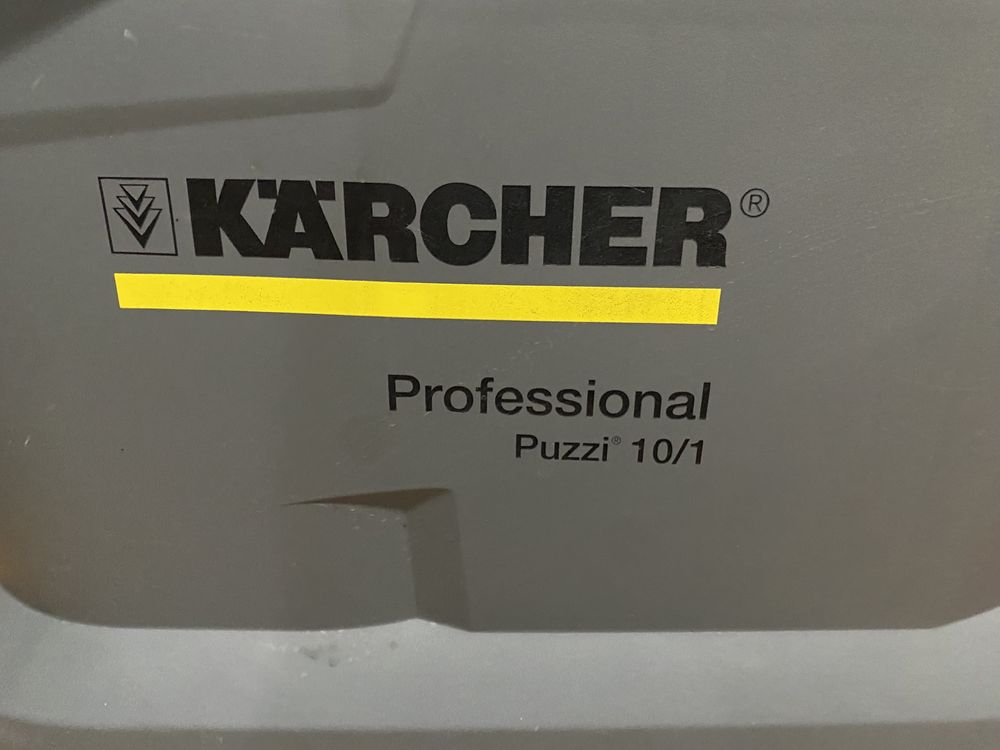 KÄRCHER®
Professional
Puzzi® 10/1